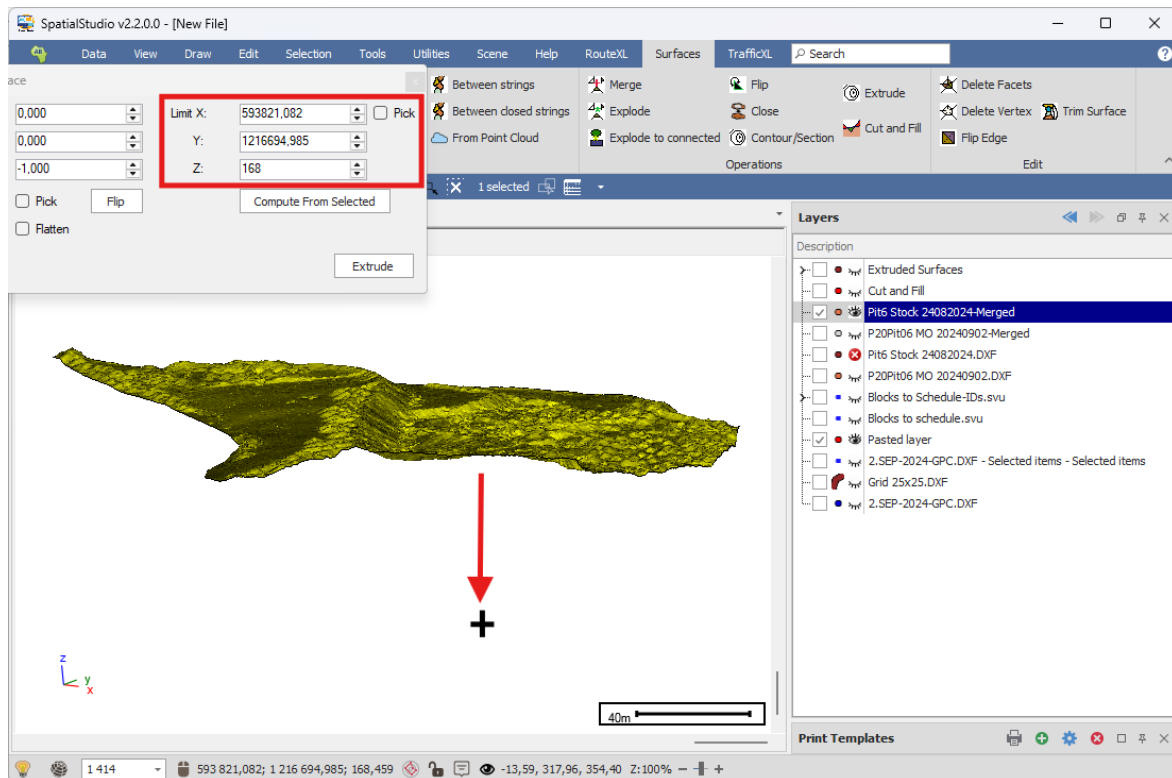 SpatialStudio v2.2.0.0 - [New File]
Data View Draw Edit Selection Tools Utilities Scene Help RouteXL Surfaces TrafficXL Search
ace
0,000 Limit X: 593821,082 Pick
0,000 Y: 1216694,985
-1,000 Z: 168
Pick Flip Compute From Selected
Flatten
Extrude
Between strings Merge Flip Extrude Delete Facets
Between closed strings Explode Close Cut and Fill Delete Vertex Trim Surface
From Point Cloud Explode to connected Contour/Section Flip Edge
Operations Edit
1 selected
Layers
Description
Extruded Surfaces
Cut and Fill
Pit6 Stock 24082024-Merged
P20Pit06 MO 20240902-Merged
Pit6 Stock 24082024.DXF
P20Pit06 MO 20240902.DXF
Blocks to Schedule-IDs.svu
Blocks to schedule.svu
Pasted layer
2.SEP-2024-GPC.DXF - Selected items - Selected items
Grid 25x25.DXF
2.SEP-2024-GPC.DXF
z
y
x
40m
Print Templates
1 414 593 821,082; 1 216 694,985; 168,459 -13,59, 317,96, 354,40 Z:100%